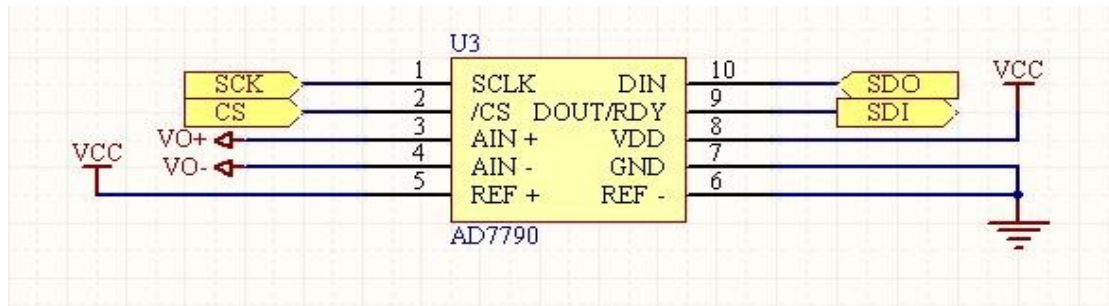 U3
1 SCLK DIN 10
SCK SDO
2 /CS DOUT/RDY 9
CS SDI
VCC
3 AIN + VDD 8
VO+
VCC
4 AIN - GND 7
VO-
5 REF + REF - 6
AD7790